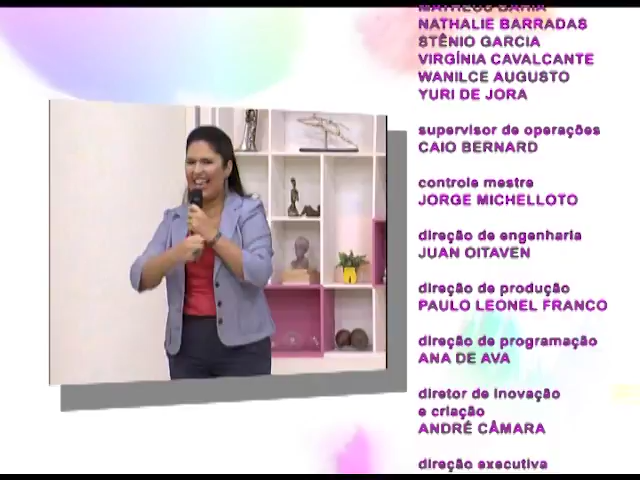 MATHEUS BAHIA
NATHALIE BARRADAS
STÊNIO GARCIA
VIRGÍNIA CAVALCANTE
WANILCE AUGUSTO
YURI DE JORA
supervisor de operações
CAIO BERNARD
controle mestre
JORGE MICHELLOTO
direção de engenharia
JUAN OITAVEN
direção de produção
PAULO LEONEL FRANCO
direção de programação
ANA DE AVA
diretor de inovação
e criação
ANDRÉ CÂMARA
direção executiva